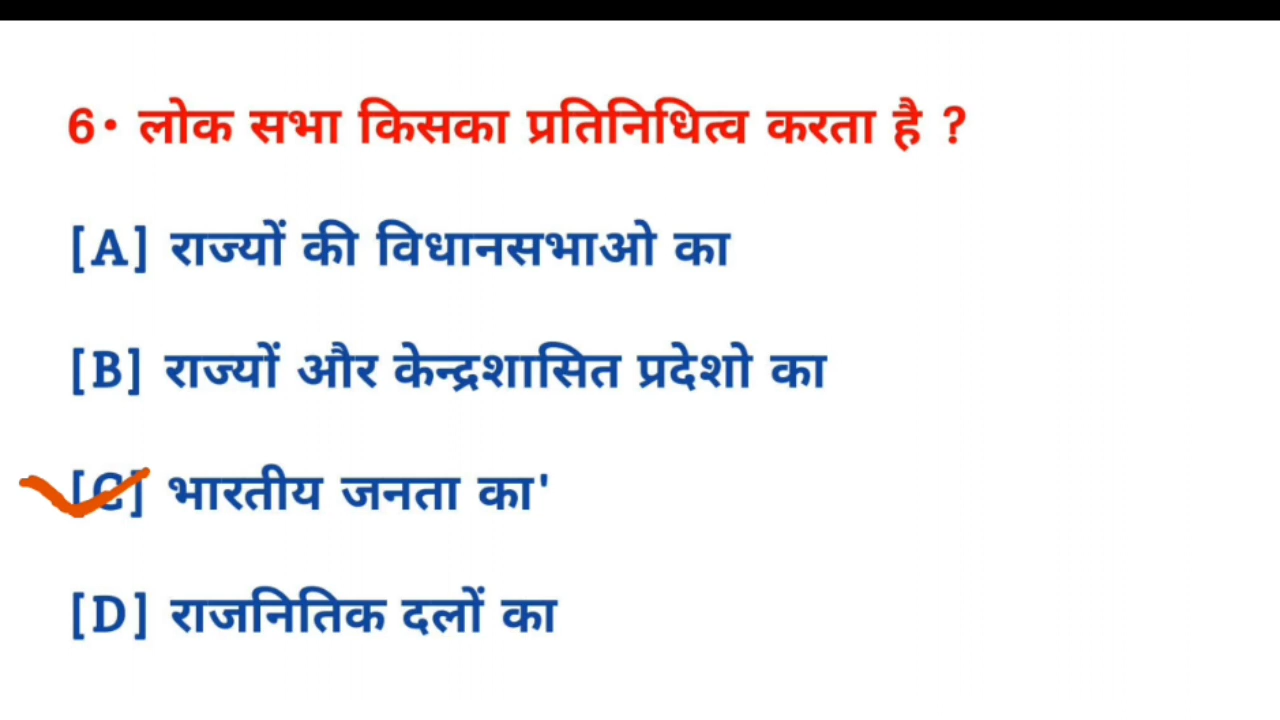 6• लोक सभा किसका प्रतिनिधित्व करता है ?
[A] राज्यों की विधानसभाओ का
[B] राज्यों और केन्द्रशासित प्रदेशो का
[C] भारतीय जनता का'
[D] राजनितिक दलों का